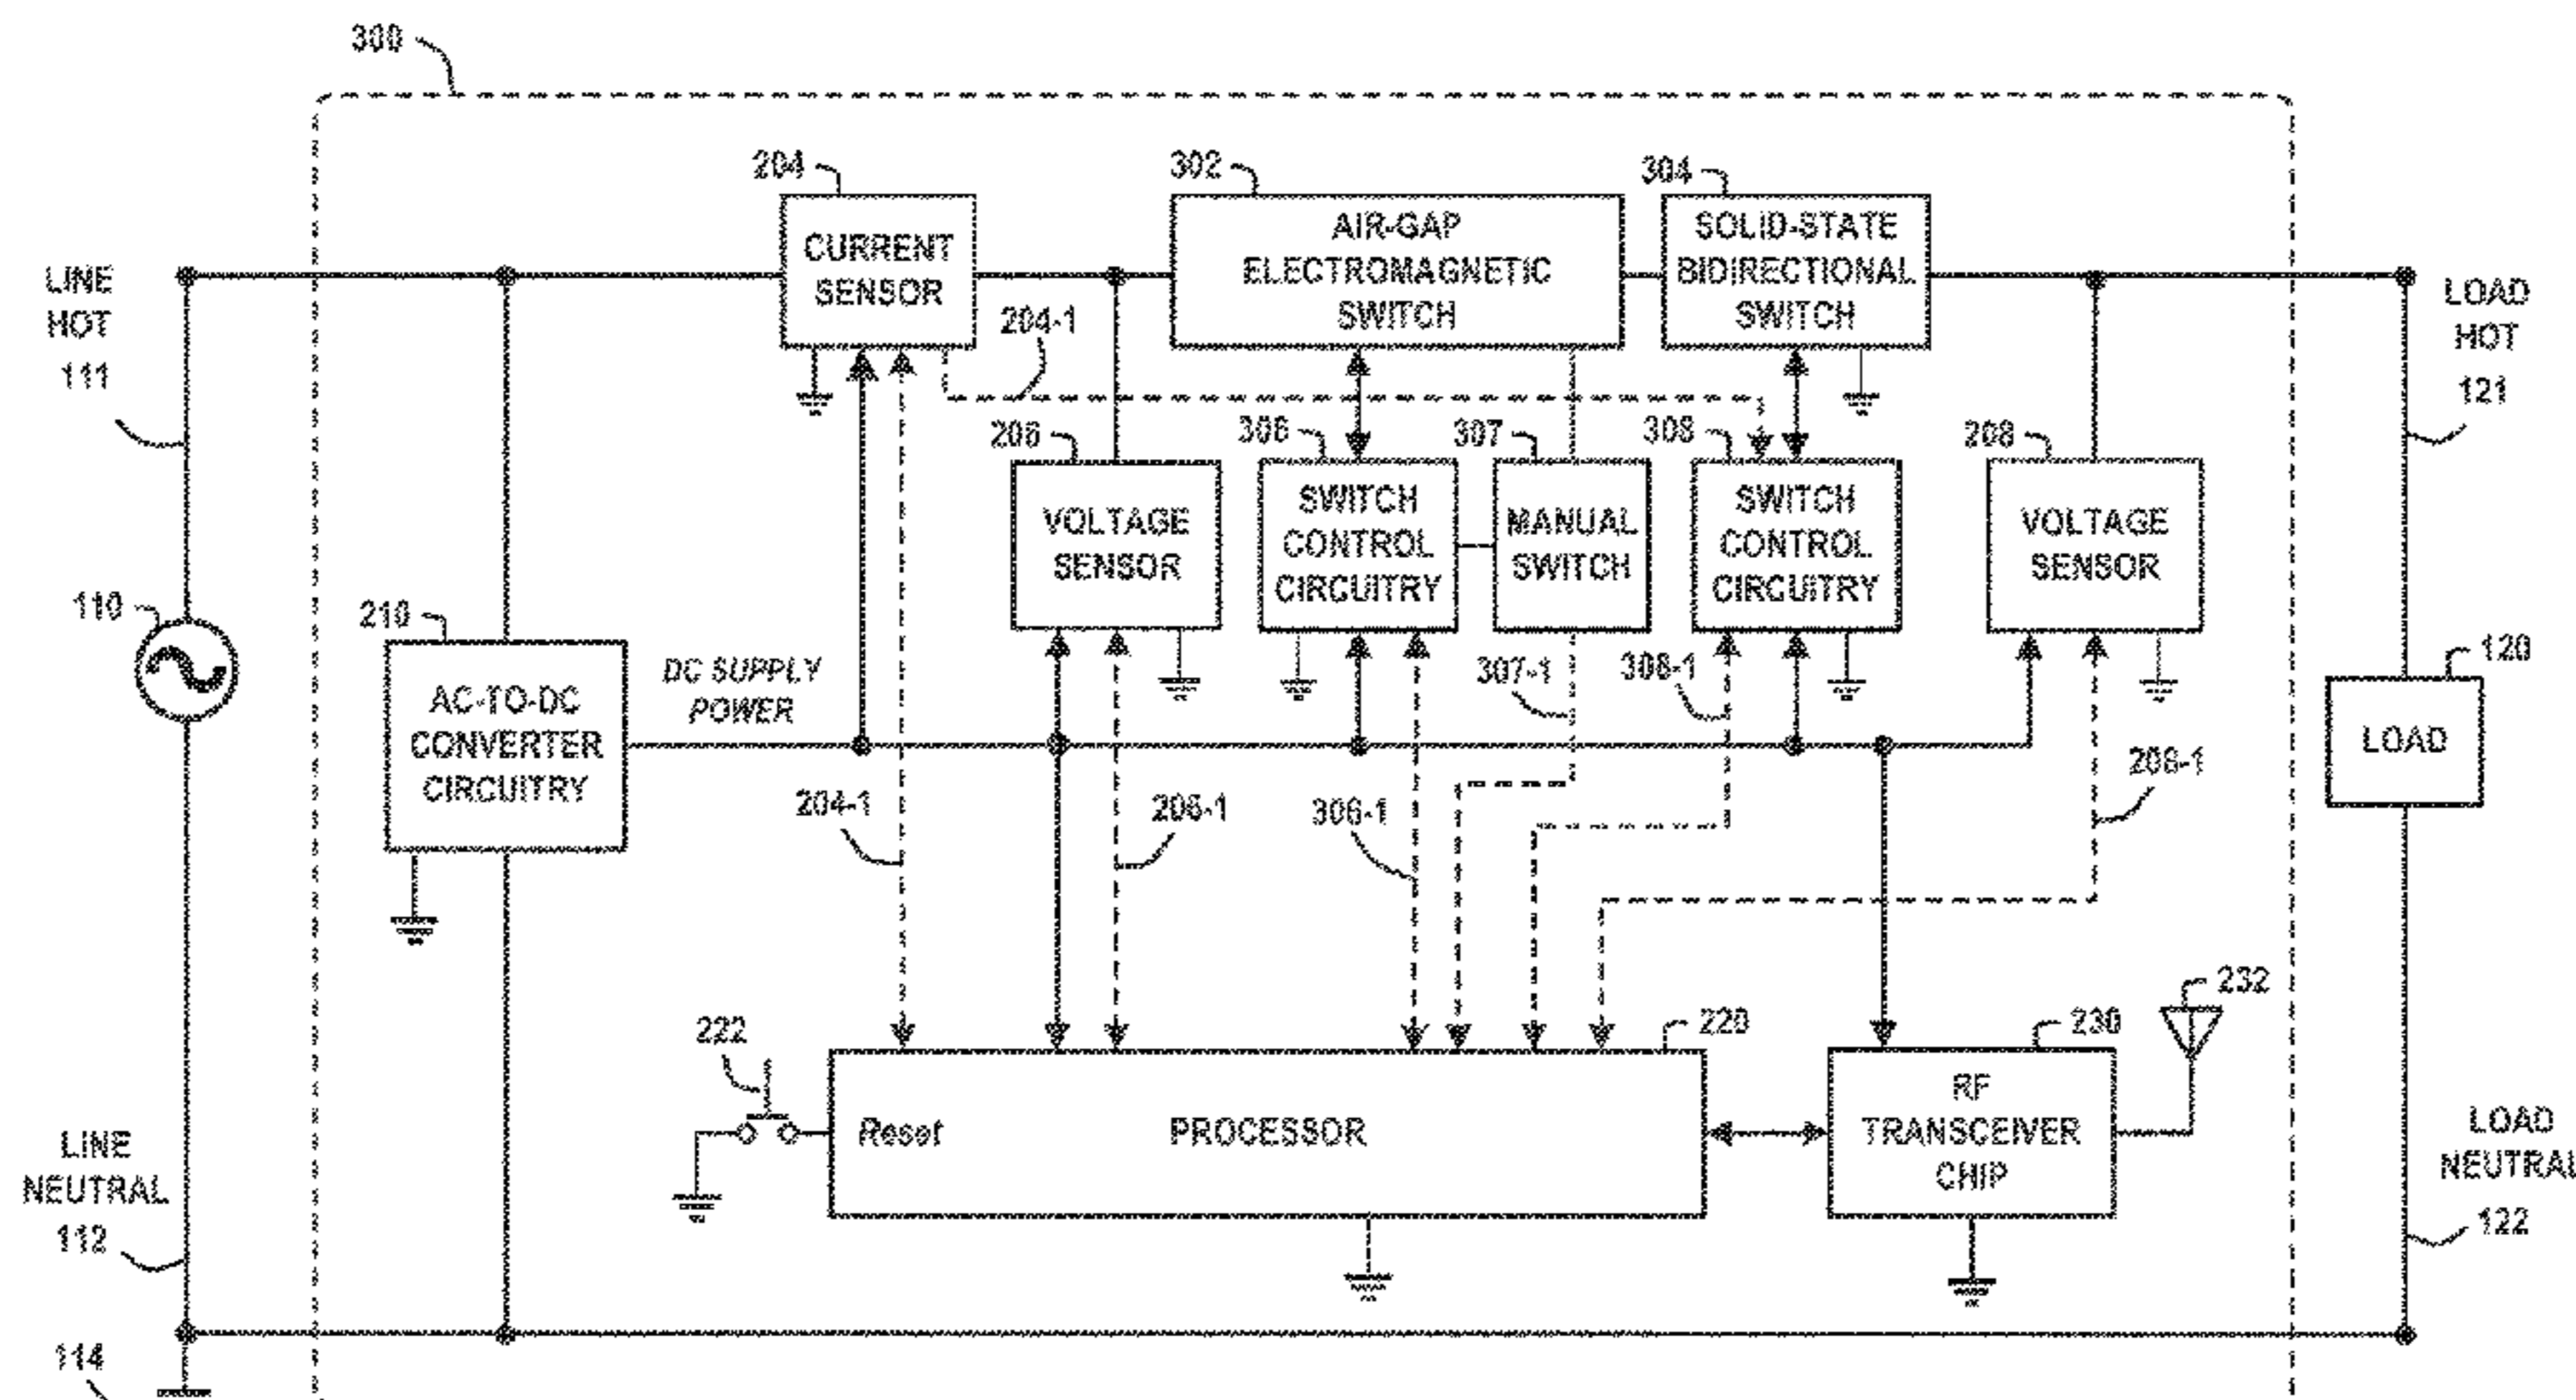 300
204
302
304
CURRENT
SENSOR
AIR-GAP
ELECTROMAGNETIC
SWITCH
SOLID-STATE
BIDIRECTIONAL
SWITCH
LINE
HOT
111
LOAD
HOT
121
204-1
206
306
307
308
208
VOLTAGE
SENSOR
SWITCH
CONTROL
CIRCUITRY
MANUAL
SWITCH
SWITCH
CONTROL
CIRCUITRY
VOLTAGE
SENSOR
110
210
DC SUPPLY
POWER
307-1
308-1
120
AC-TO-DC
CONVERTER
CIRCUITRY
LOAD
204-1
206-1
306-1
208-1
222
220
230
232
Reset
PROCESSOR
RF
TRANSCEIVER
CHIP
LINE
NEUTRAL
112
LOAD
NEUTRAL
122
114